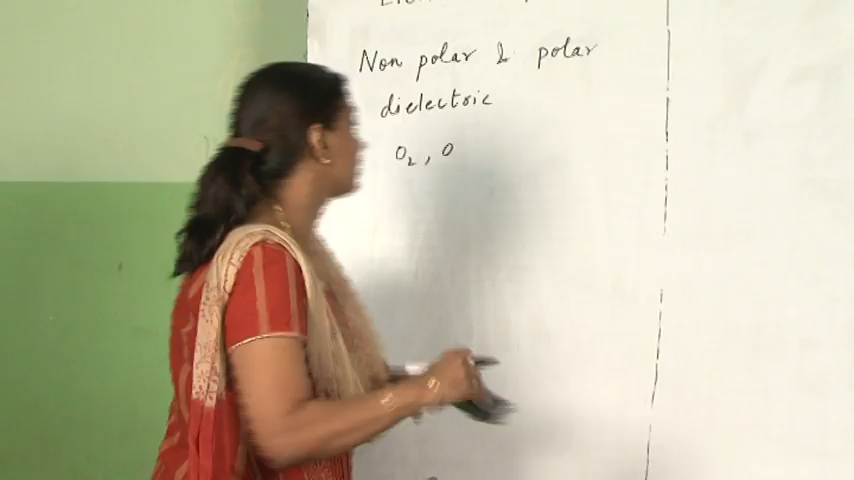 Non polar & polar
dielectric
O₂, O